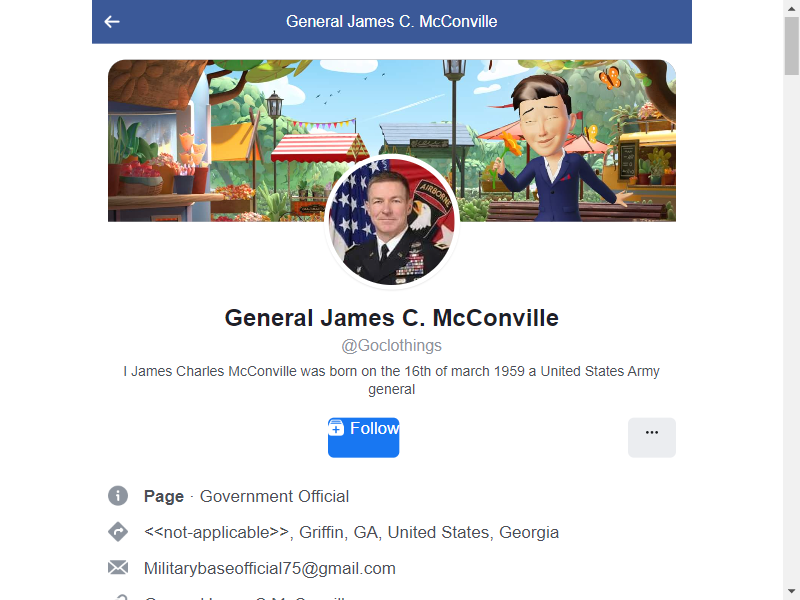 General James C. McConville
AIRBORNE
General James C. McConville
@Goclothings
I James Charles McConville was born on the 16th of march 1959 a United States Army
general
Follow
Page · Government Official
<<not-applicable>>, Griffin, GA, United States, Georgia
Militarybaseofficial75@gmail.com